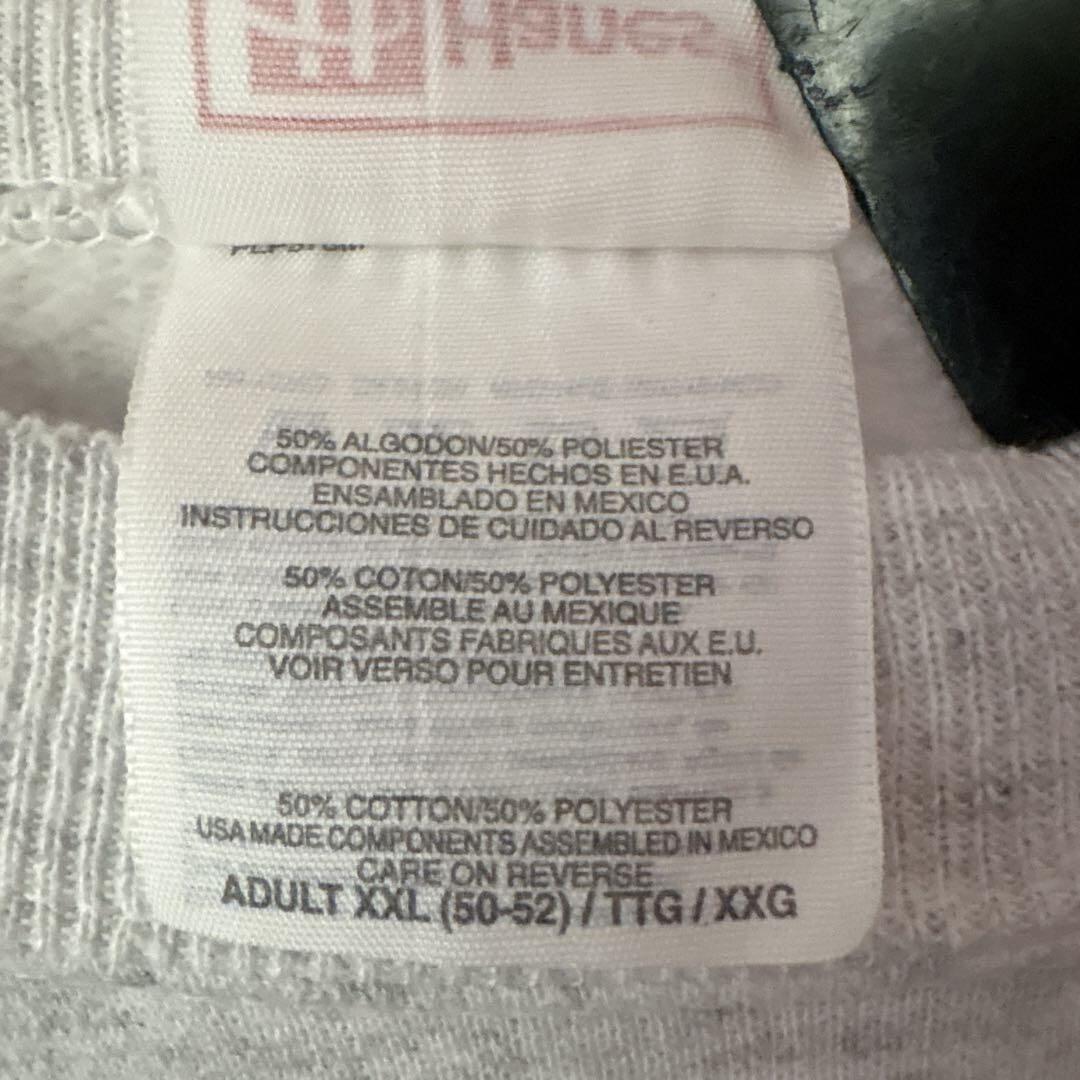 50% ALGODON/50% POLIESTER
COMPONENTES HECHOS EN E.U.A.
ENSAMBLADO EN MEXICO
INSTRUCCIONES DE CUIDADO AL REVERSO
50% COTON/50% POLYESTER
ASSEMBLE AU MEXIQUE
COMPOSANTS FABRIQUES AUX E.U.
VOIR VERSO POUR ENTRETIEN
50% COTTON/50% POLYESTER
USA MADE COMPONENTS ASSEMBLED IN MEXICO
CARE ON REVERSE
ADULT XXL (50-52) / TTG / XXG